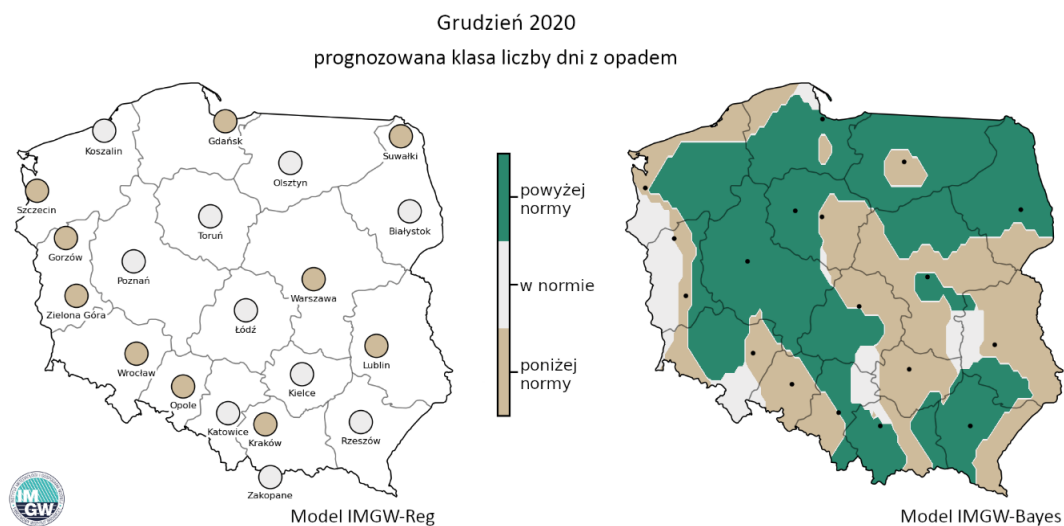 Grudzień 2020
prognozowana klasa liczby dni z opadem
Koszalin
Gdańsk
Suwałki
Olsztyn
Szczecin
Toruń
Białystok
Gorzów
Poznań
Zielona Góra
Warszawa
Łódź
Wrocław
Lublin
Opole
Kielce
Katowice
Kraków
Rzeszów
Zakopane
powyżej
normy
w normie
poniżej
normy
IM
GW
Model IMGW-Reg
Model IMGW-Bayes